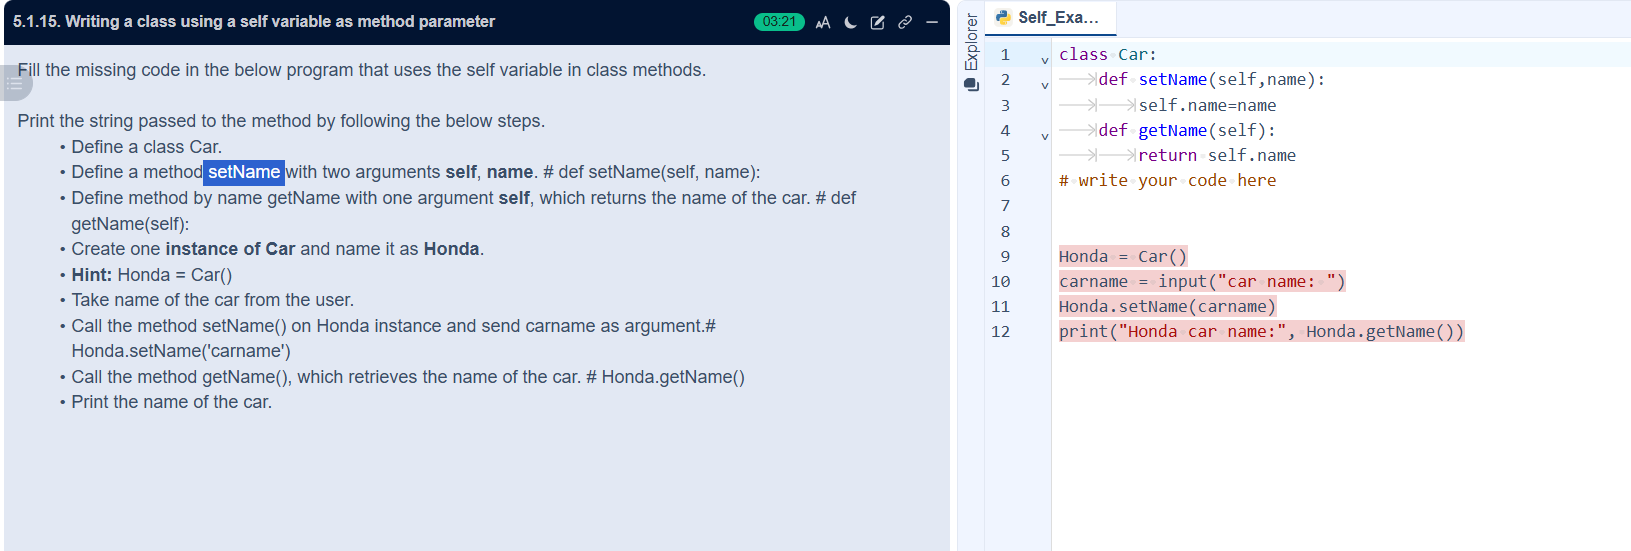 5.1.15. Writing a class using a self variable as method parameter
03:21
AA
Fill the missing code in the below program that uses the self variable in class methods.
Print the string passed to the method by following the below steps.
• Define a class Car.
• Define a method setName with two arguments self, name. # def setName(self, name):
• Define method by name getName with one argument self, which returns the name of the car. # def
getName(self):
• Create one instance of Car and name it as Honda.
• Hint: Honda = Car()
• Take name of the car from the user.
• Call the method setName() on Honda instance and send carname as argument.#
Honda.setName('carname')
• Call the method getName(), which retrieves the name of the car. # Honda.getName()
• Print the name of the car.
Explorer
Self_Exa...
1 class Car:
2 def setName(self,name):
3 self.name=name
4 def getName(self):
5 return self.name
6 # write your code here
7
8
9 Honda = Car()
10 carname = input("car name: ")
11 Honda.setName(carname)
12 print("Honda car name:", Honda.getName())